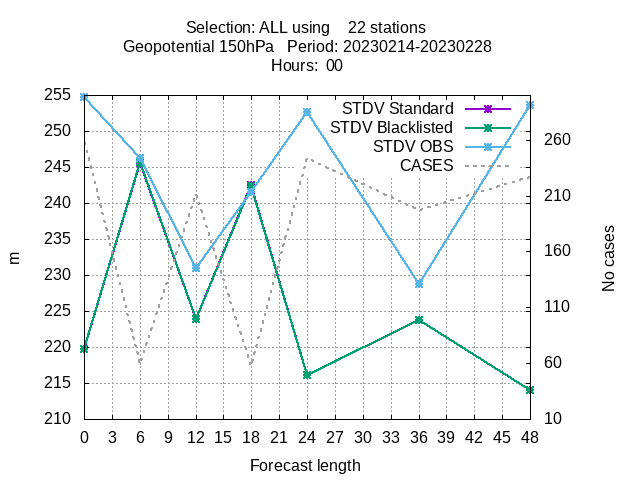 Selection: ALL using 22 stations
Geopotential 150hPa Period: 20230214-20230228
Hours: 00
STDV Standard
STDV Blacklisted
STDV OBS
CASES
255
250
245
240
235
230
225
220
215
210
m
260
210
160
110
60
10
No cases
0 3 6 9 12 15 18 21 24 27 30 33 36 39 42 45 48
Forecast length